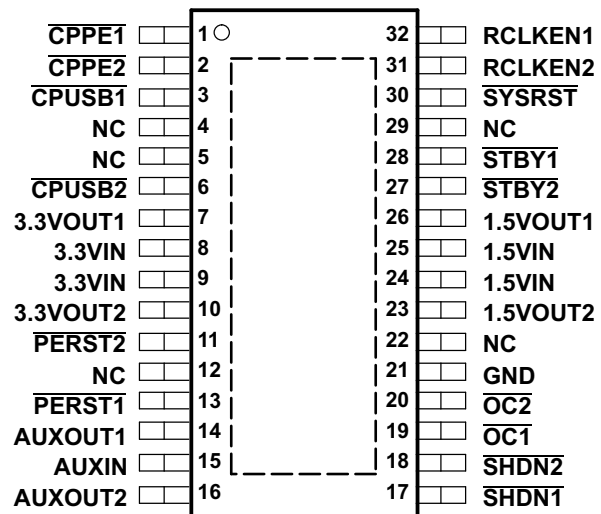 CPPE1 1 32 RCLKEN1
CPPE2 2 31 RCLKEN2
CPUSB1 3 30 SYSRST
NC 4 29 NC
NC 5 28 STBY1
CPUSB2 6 27 STBY2
3.3VOUT1 7 26 1.5VOUT1
3.3VIN 8 25 1.5VIN
3.3VIN 9 24 1.5VIN
3.3VOUT2 10 23 1.5VOUT2
PERST2 11 22 NC
NC 12 21 GND
PERST1 13 20 OC2
AUXOUT1 14 19 OC1
AUXIN 15 18 SHDN2
AUXOUT2 16 17 SHDN1